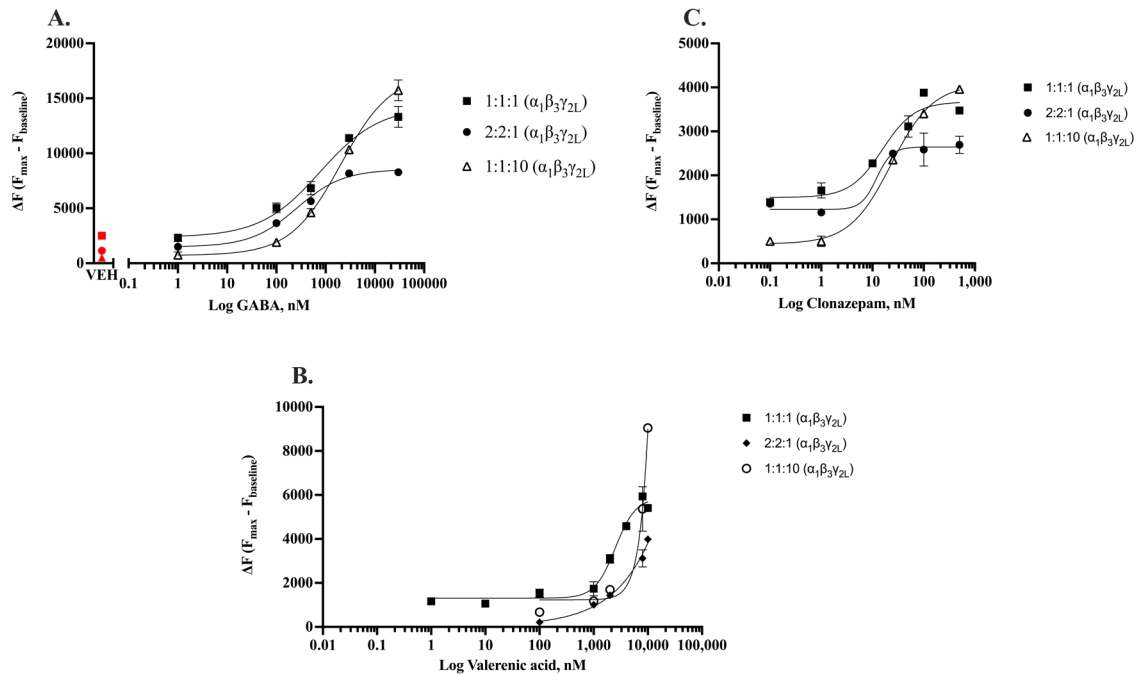 A.
20000
15000
10000
5000
0
ΔF (Fmax - Fbaseline)
VEH
0.1 1 10 100 1000 10000 100000
Log GABA, nM
1:1:1 (α1β3γ2L)
2:2:1 (α1β3γ2L)
1:1:10 (α1β3γ2L)
C.
5000
4000
3000
2000
1000
0
ΔF (Fmax - Fbaseline)
0.01 0.1 1 10 100 1,000
Log Clonazepam, nM
1:1:1 (α1β3γ2L)
2:2:1 (α1β3γ2L)
1:1:10 (α1β3γ2L)
B.
10000
8000
6000
4000
2000
0
ΔF (Fmax - Fbaseline)
0.01 0.1 1 10 100 1,000 10,000 100,000
Log Valerenic acid, nM
1:1:1 (α1β3γ2L)
2:2:1 (α1β3γ2L)
1:1:10 (α1β3γ2L)